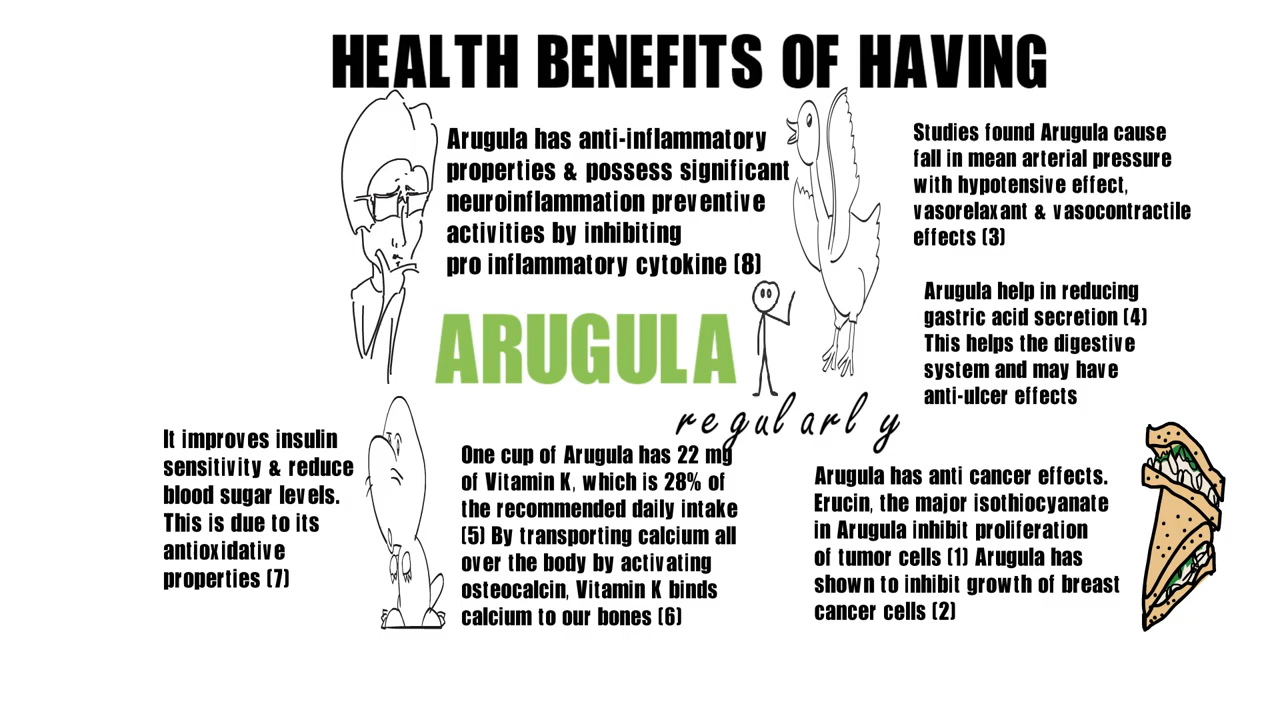 HEALTH BENEFITS OF HAVING
Arugula has anti-inflammatory
properties & possess significant
neuroinflammation preventive
activities by inhibiting
pro inflammatory cytokine (8)
Studies found Arugula cause
fall in mean arterial pressure
with hypotensive effect,
vasorelaxant & vasocontractile
effects (3)
Arugula help in reducing
gastric acid secretion (4)
This helps the digestive
system and may have
anti-ulcer effects
ARUGULA
regularly
It improves insulin
sensitivity & reduce
blood sugar levels.
This is due to its
antioxidative
properties (7)
One cup of Arugula has 22 mg
of Vitamin K, which is 28% of
the recommended daily intake
(5) By transporting calcium all
over the body by activating
osteocalcin, Vitamin K binds
calcium to our bones (6)
Arugula has anti cancer effects.
Erucin, the major isothiocyanate
in Arugula inhibit proliferation
of tumor cells (1) Arugula has
shown to inhibit growth of breast
cancer cells (2)